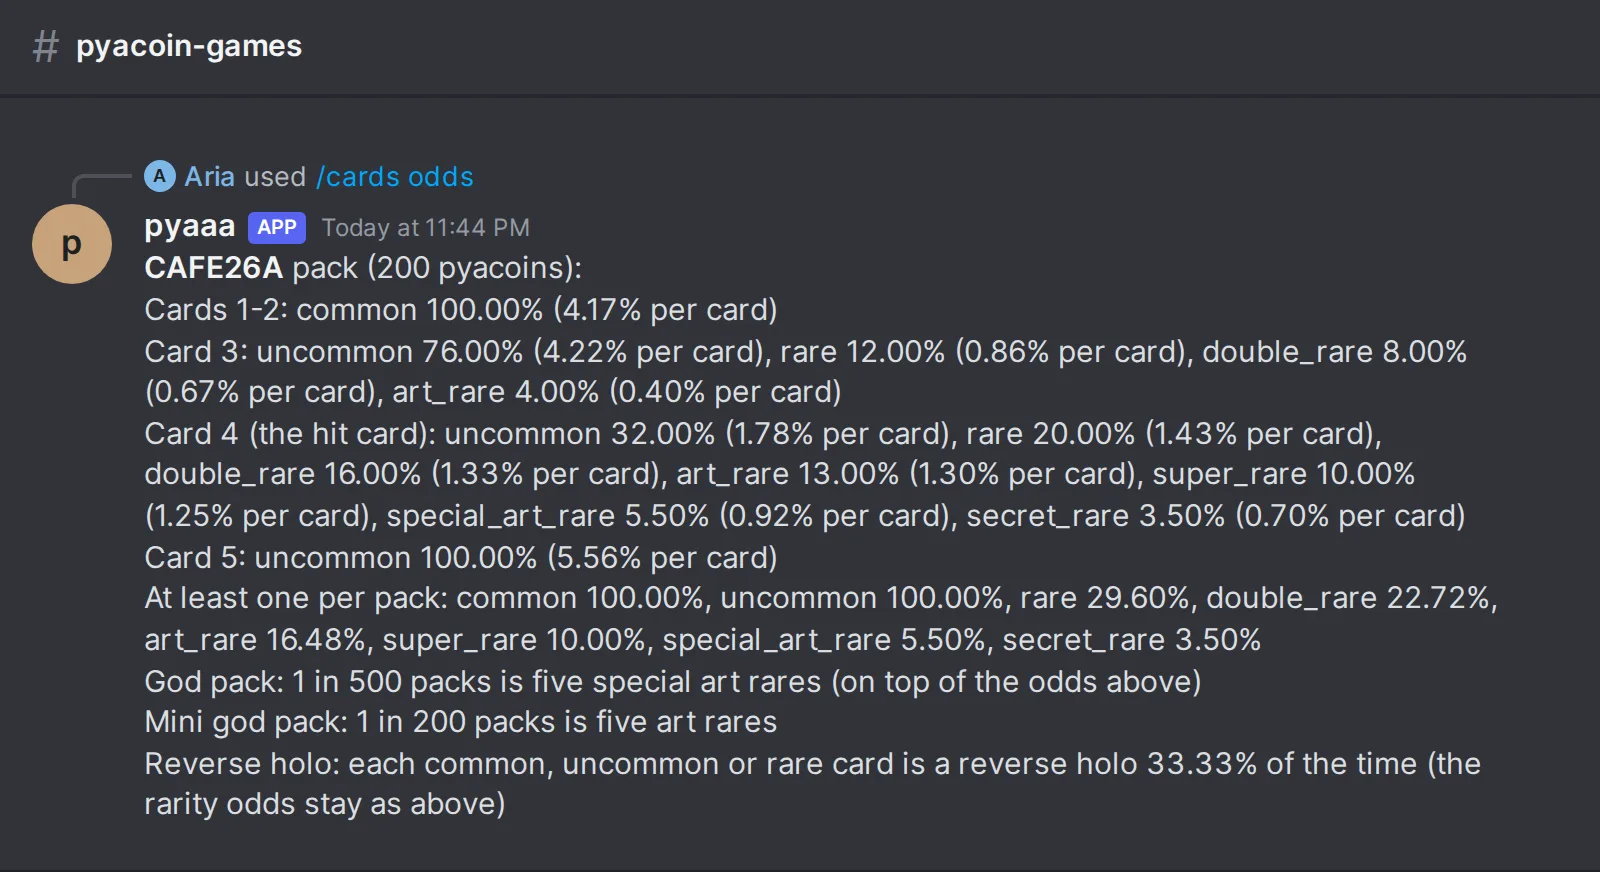 # pyacoin-games
A Aria used /cards odds
p
pyaaa APP Today at 11:44 PM
CAFE26A pack (200 pyacoins):
Cards 1-2: common 100.00% (4.17% per card)
Card 3: uncommon 76.00% (4.22% per card), rare 12.00% (0.86% per card), double_rare 8.00%
(0.67% per card), art_rare 4.00% (0.40% per card)
Card 4 (the hit card): uncommon 32.00% (1.78% per card), rare 20.00% (1.43% per card),
double_rare 16.00% (1.33% per card), art_rare 13.00% (1.30% per card), super_rare 10.00%
(1.25% per card), special_art_rare 5.50% (0.92% per card), secret_rare 3.50% (0.70% per card)
Card 5: uncommon 100.00% (5.56% per card)
At least one per pack: common 100.00%, uncommon 100.00%, rare 29.60%, double_rare 22.72%,
art_rare 16.48%, super_rare 10.00%, special_art_rare 5.50%, secret_rare 3.50%
God pack: 1 in 500 packs is five special art rares (on top of the odds above)
Mini god pack: 1 in 200 packs is five art rares
Reverse holo: each common, uncommon or rare card is a reverse holo 33.33% of the time (the
rarity odds stay as above)